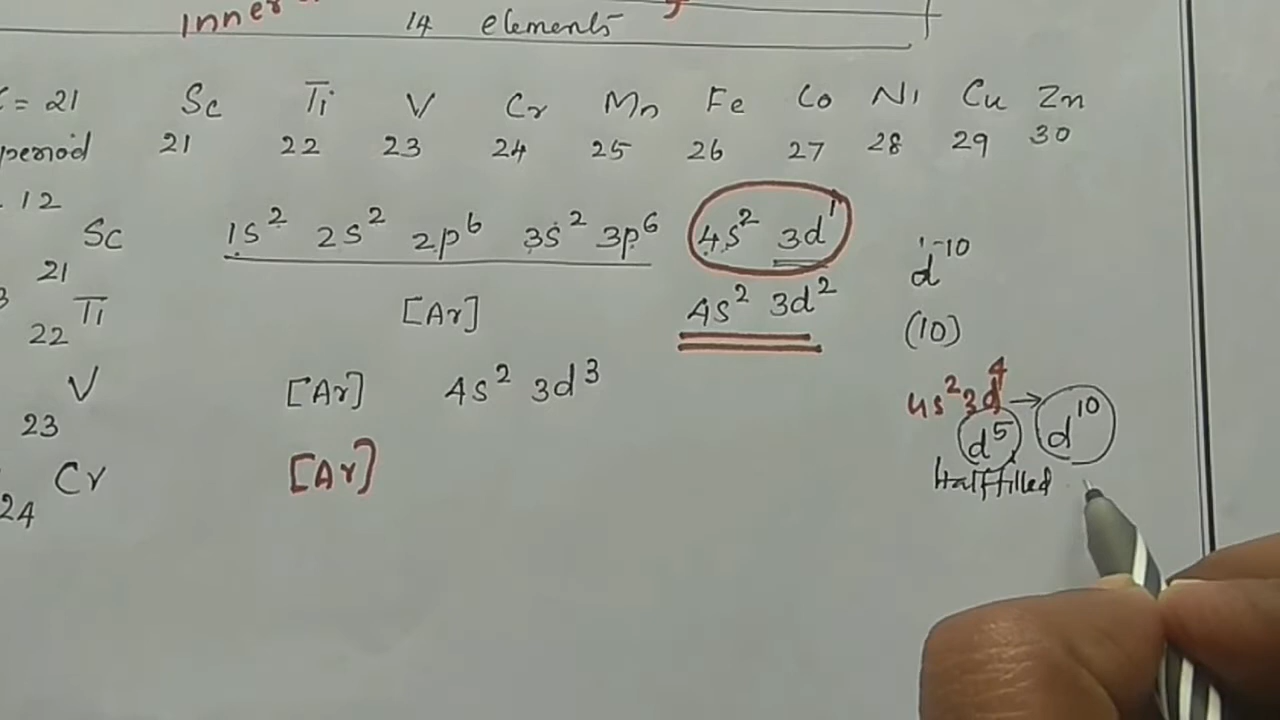 Inner
14 elements
= 21 Sc Ti V Cr Mn Fe Co Ni Cu Zn
period 21 22 23 24 25 26 27 28 29 30
12
Sc 1s² 2s² 2p⁶ 3s² 3p⁶ 4s² 3d¹ d¹⁻¹⁰
21
Ti [Ar] 4s² 3d² (10)
22
V [Ar] 4s² 3d³ 4s² 3d⁴ →
23 d⁵ d¹⁰
Cr [Ar] Halffilled
24